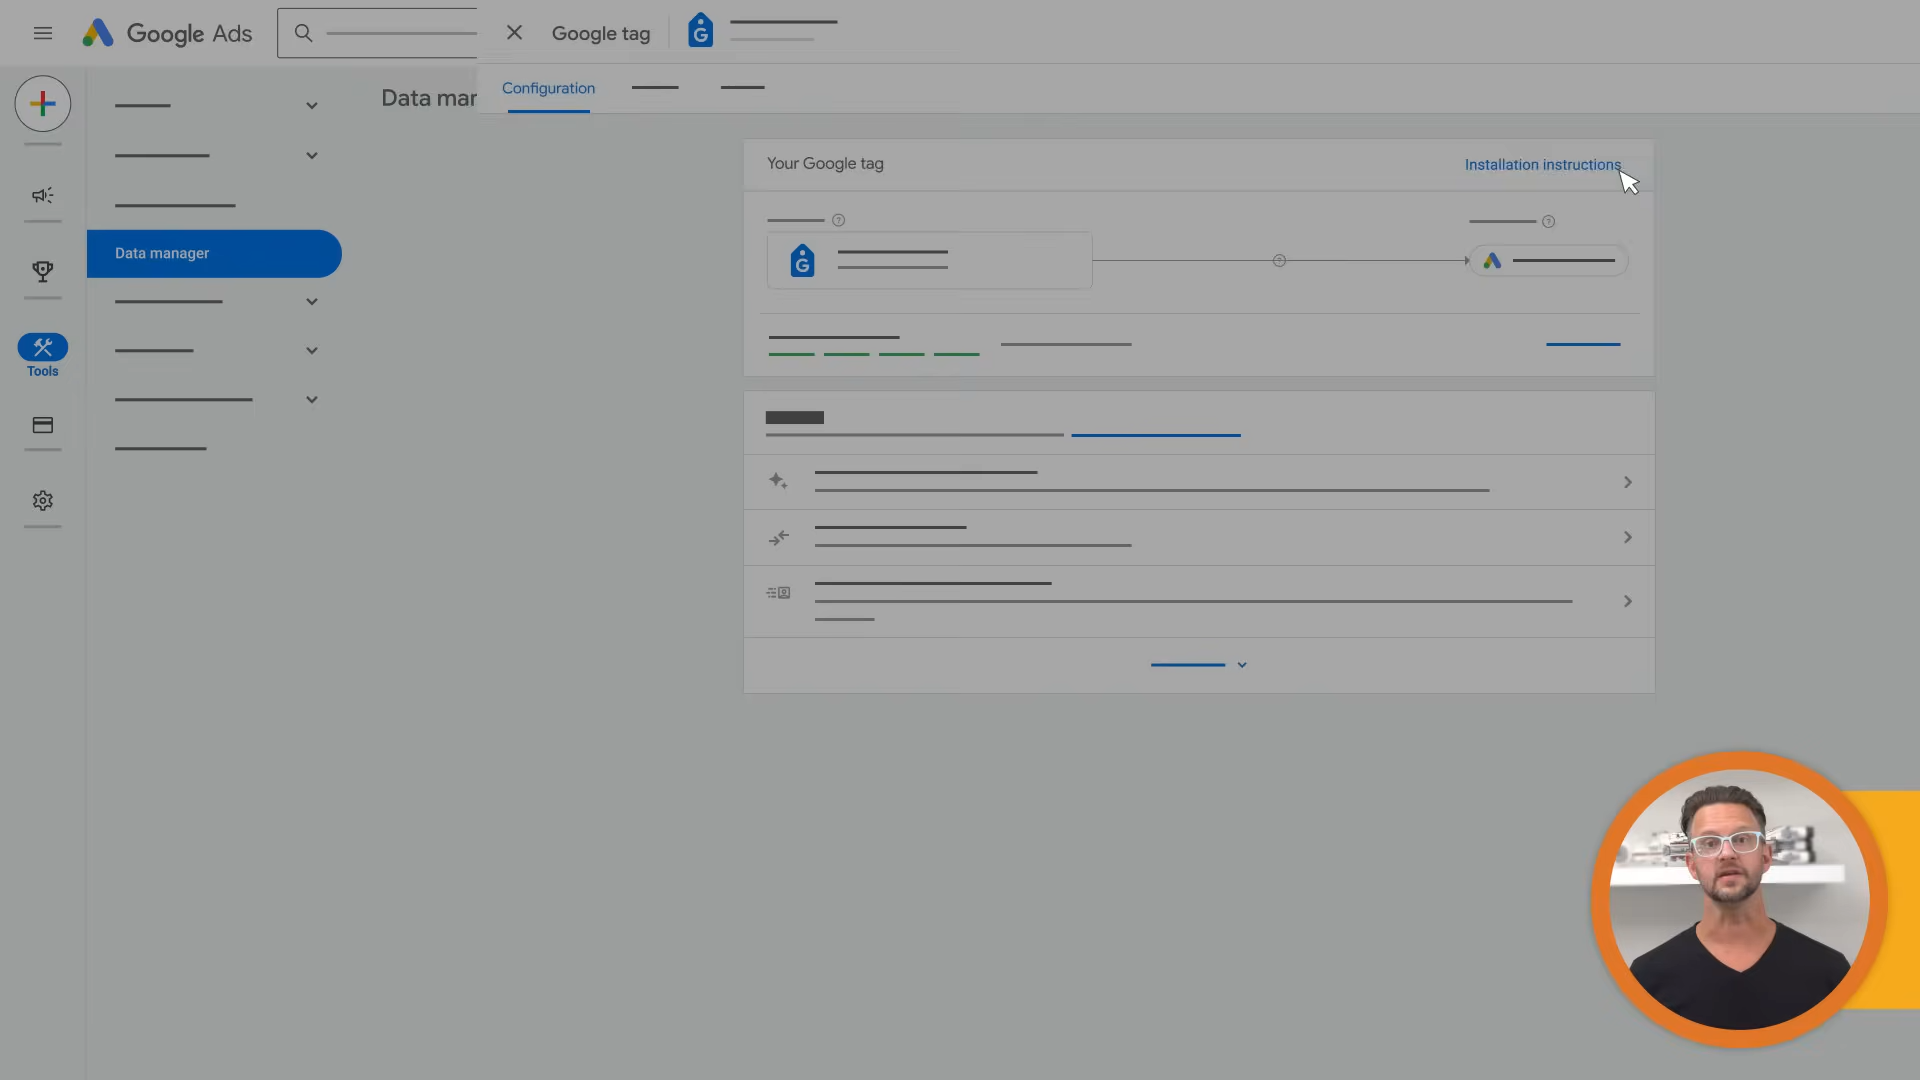 Google Ads
Google tag
Configuration
Data mar
Your Google tag
Installation instructions
Data manager
Tools